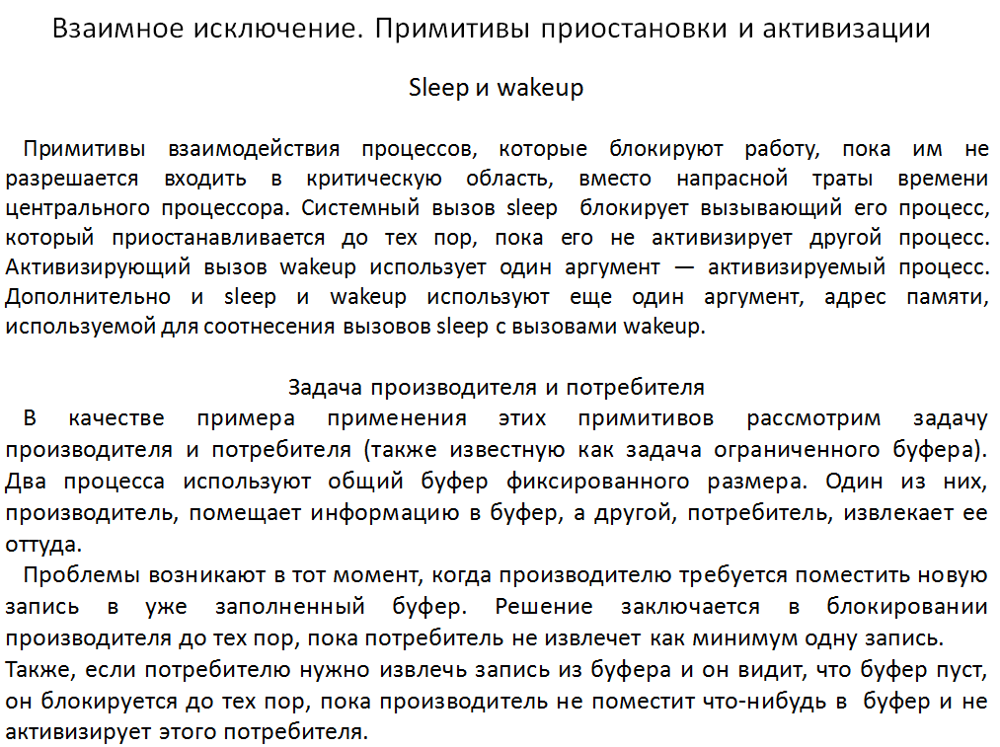 Взаимное исключение. Примитивы приостановки и активизации
Sleep и wakeup
Примитивы взаимодействия процессов, которые блокируют работу, пока им не
разрешается входить в критическую область, вместо напрасной траты времени
центрального процессора. Системный вызов sleep блокирует вызывающий его процесс,
который приостанавливается до тех пор, пока его не активизирует другой процесс.
Активизирующий вызов wakeup использует один аргумент — активизируемый процесс.
Дополнительно и sleep и wakeup используют еще один аргумент, адрес памяти,
используемой для соотнесения вызовов sleep с вызовами wakeup.
Задача производителя и потребителя
В качестве примера применения этих примитивов рассмотрим задачу
производителя и потребителя (также известную как задача ограниченного буфера).
Два процесса используют общий буфер фиксированного размера. Один из них,
производитель, помещает информацию в буфер, а другой, потребитель, извлекает ее
оттуда.
Проблемы возникают в тот момент, когда производителю требуется поместить новую
запись в уже заполненный буфер. Решение заключается в блокировании
производителя до тех пор, пока потребитель не извлечет как минимум одну запись.
Также, если потребителю нужно извлечь запись из буфера и он видит, что буфер пуст,
он блокируется до тех пор, пока производитель не поместит что-нибудь в буфер и не
активизирует этого потребителя.